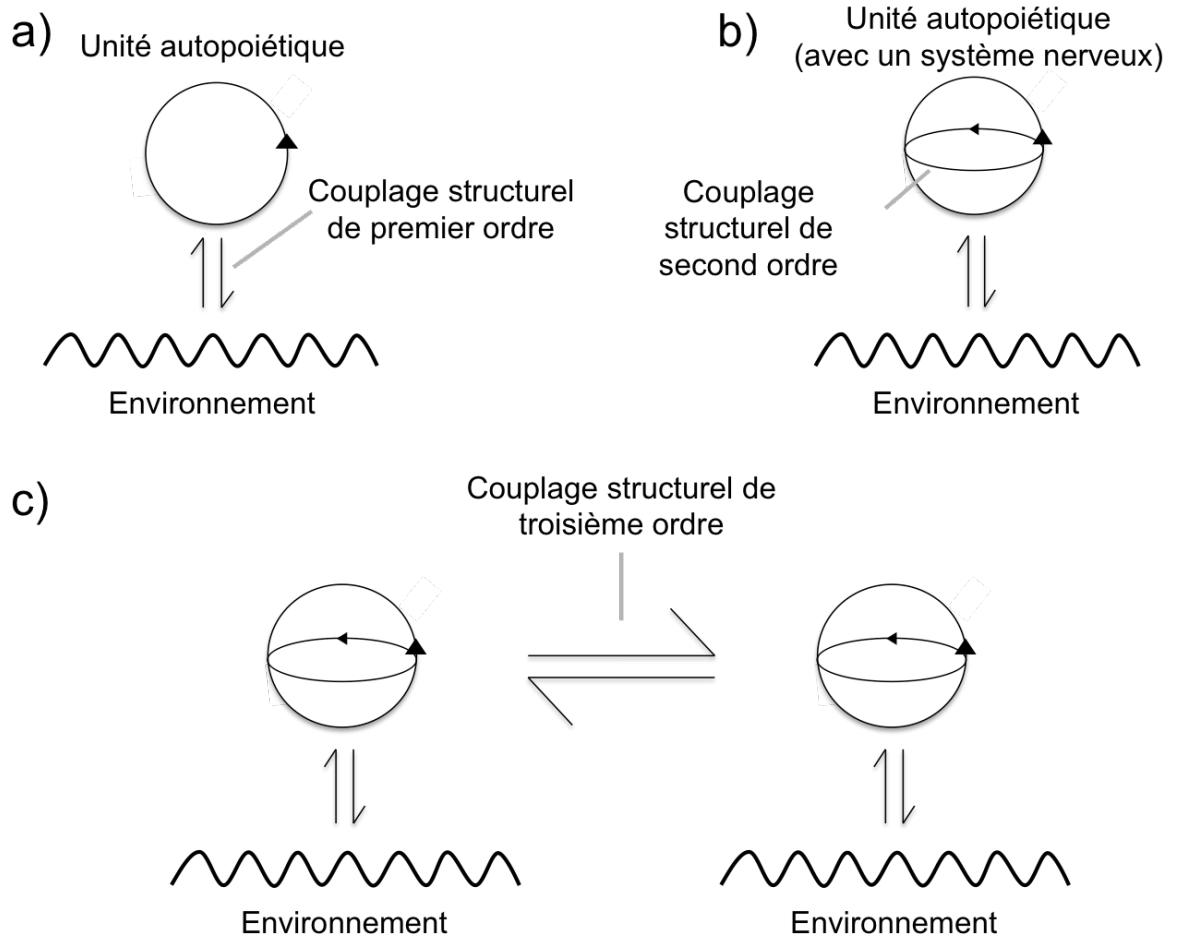 a)
Unité autopoiétique
Couplage structurel
de premier ordre
Environnement
b)
Unité autopoiétique
(avec un système nerveux)
Couplage
structurel de
second ordre
Environnement
c)
Couplage structurel de
troisième ordre
Environnement
Environnement